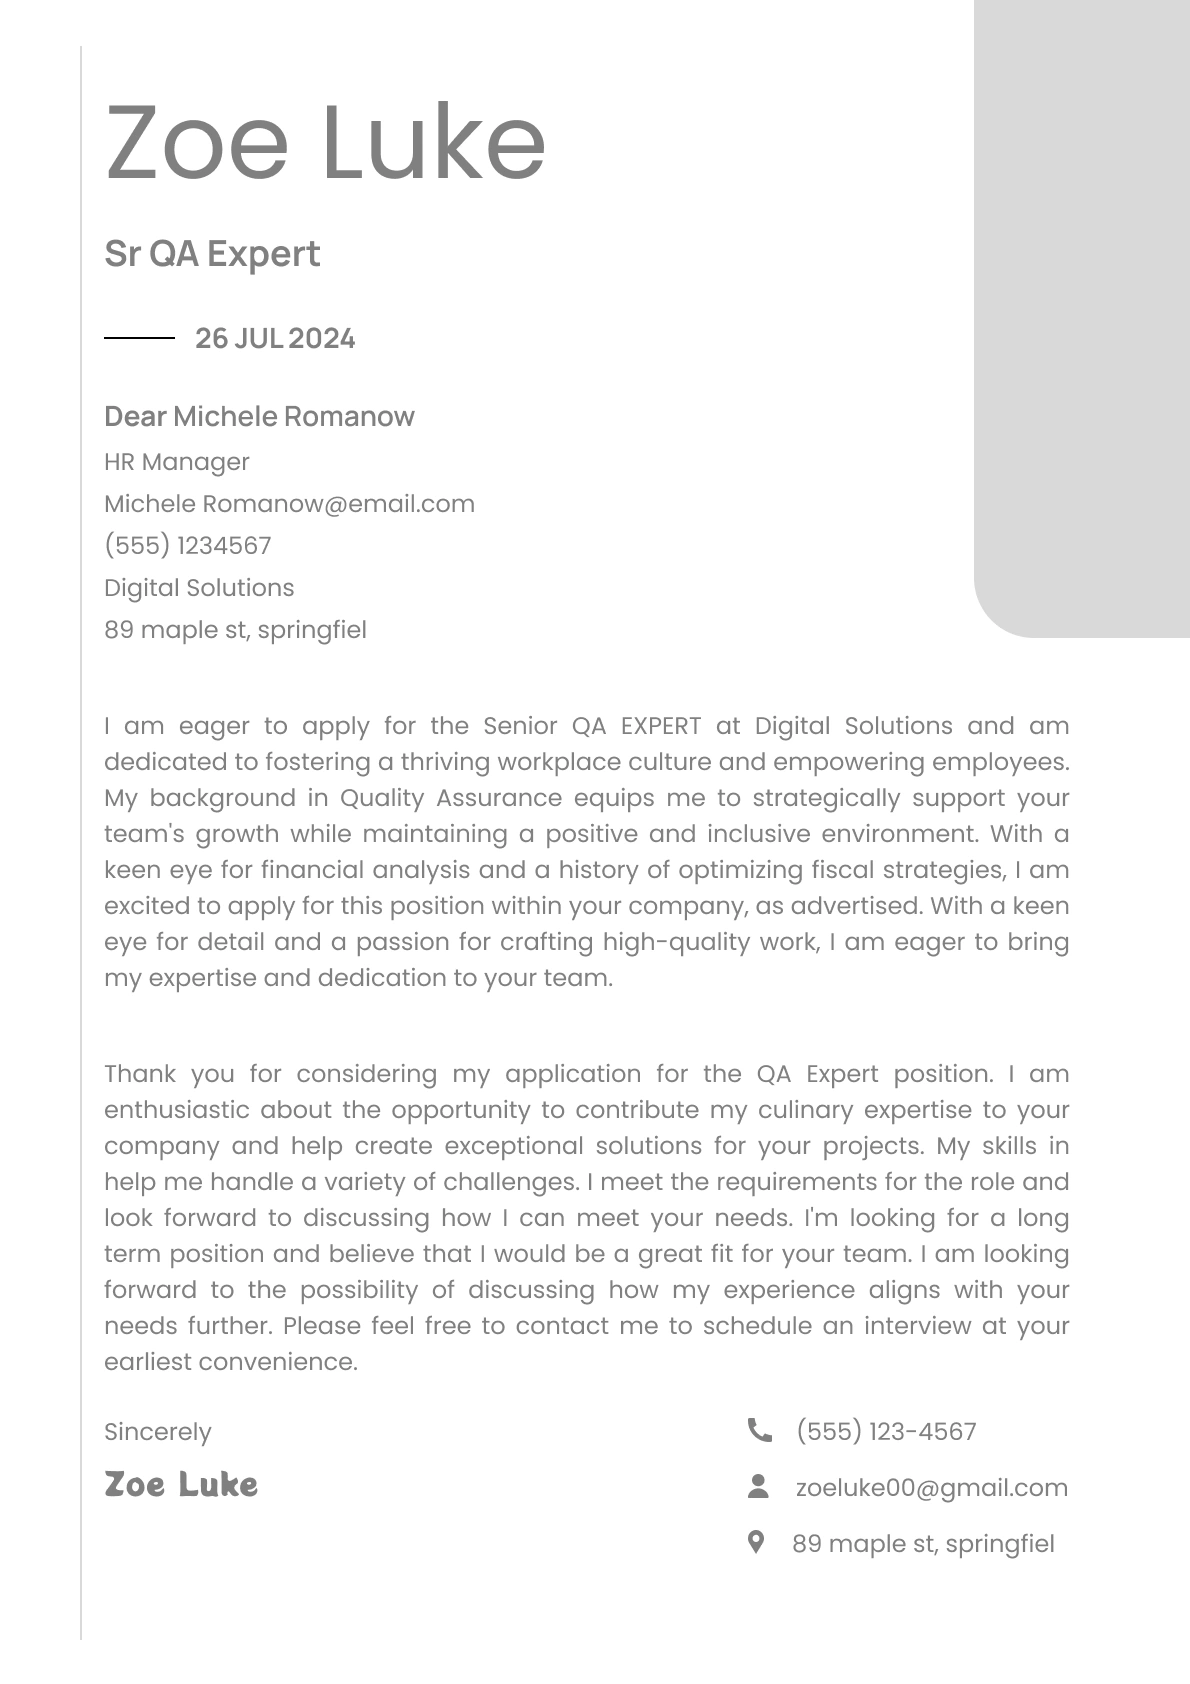 Zoe Luke
Sr QA Expert
26 JUL 2024
Dear Michele Romanow
HR Manager
Michele Romanow@email.com
(555) 1234567
Digital Solutions
89 maple st, springfiel
I am eager to apply for the Senior QA EXPERT at Digital Solutions and am
dedicated to fostering a thriving workplace culture and empowering employees.
My background in Quality Assurance equips me to strategically support your
team's growth while maintaining a positive and inclusive environment. With a
keen eye for financial analysis and a history of optimizing fiscal strategies, I am
excited to apply for this position within your company, as advertised. With a keen
eye for detail and a passion for crafting high-quality work, I am eager to bring
my expertise and dedication to your team.
Thank you for considering my application for the QA Expert position. I am
enthusiastic about the opportunity to contribute my culinary expertise to your
company and help create exceptional solutions for your projects. My skills in
help me handle a variety of challenges. I meet the requirements for the role and
look forward to discussing how I can meet your needs. I'm looking for a long
term position and believe that I would be a great fit for your team. I am looking
forward to the possibility of discussing how my experience aligns with your
needs further. Please feel free to contact me to schedule an interview at your
earliest convenience.
Sincerely
Zoe Luke
(555) 123-4567
zoeluke00@gmail.com
89 maple st, springfiel